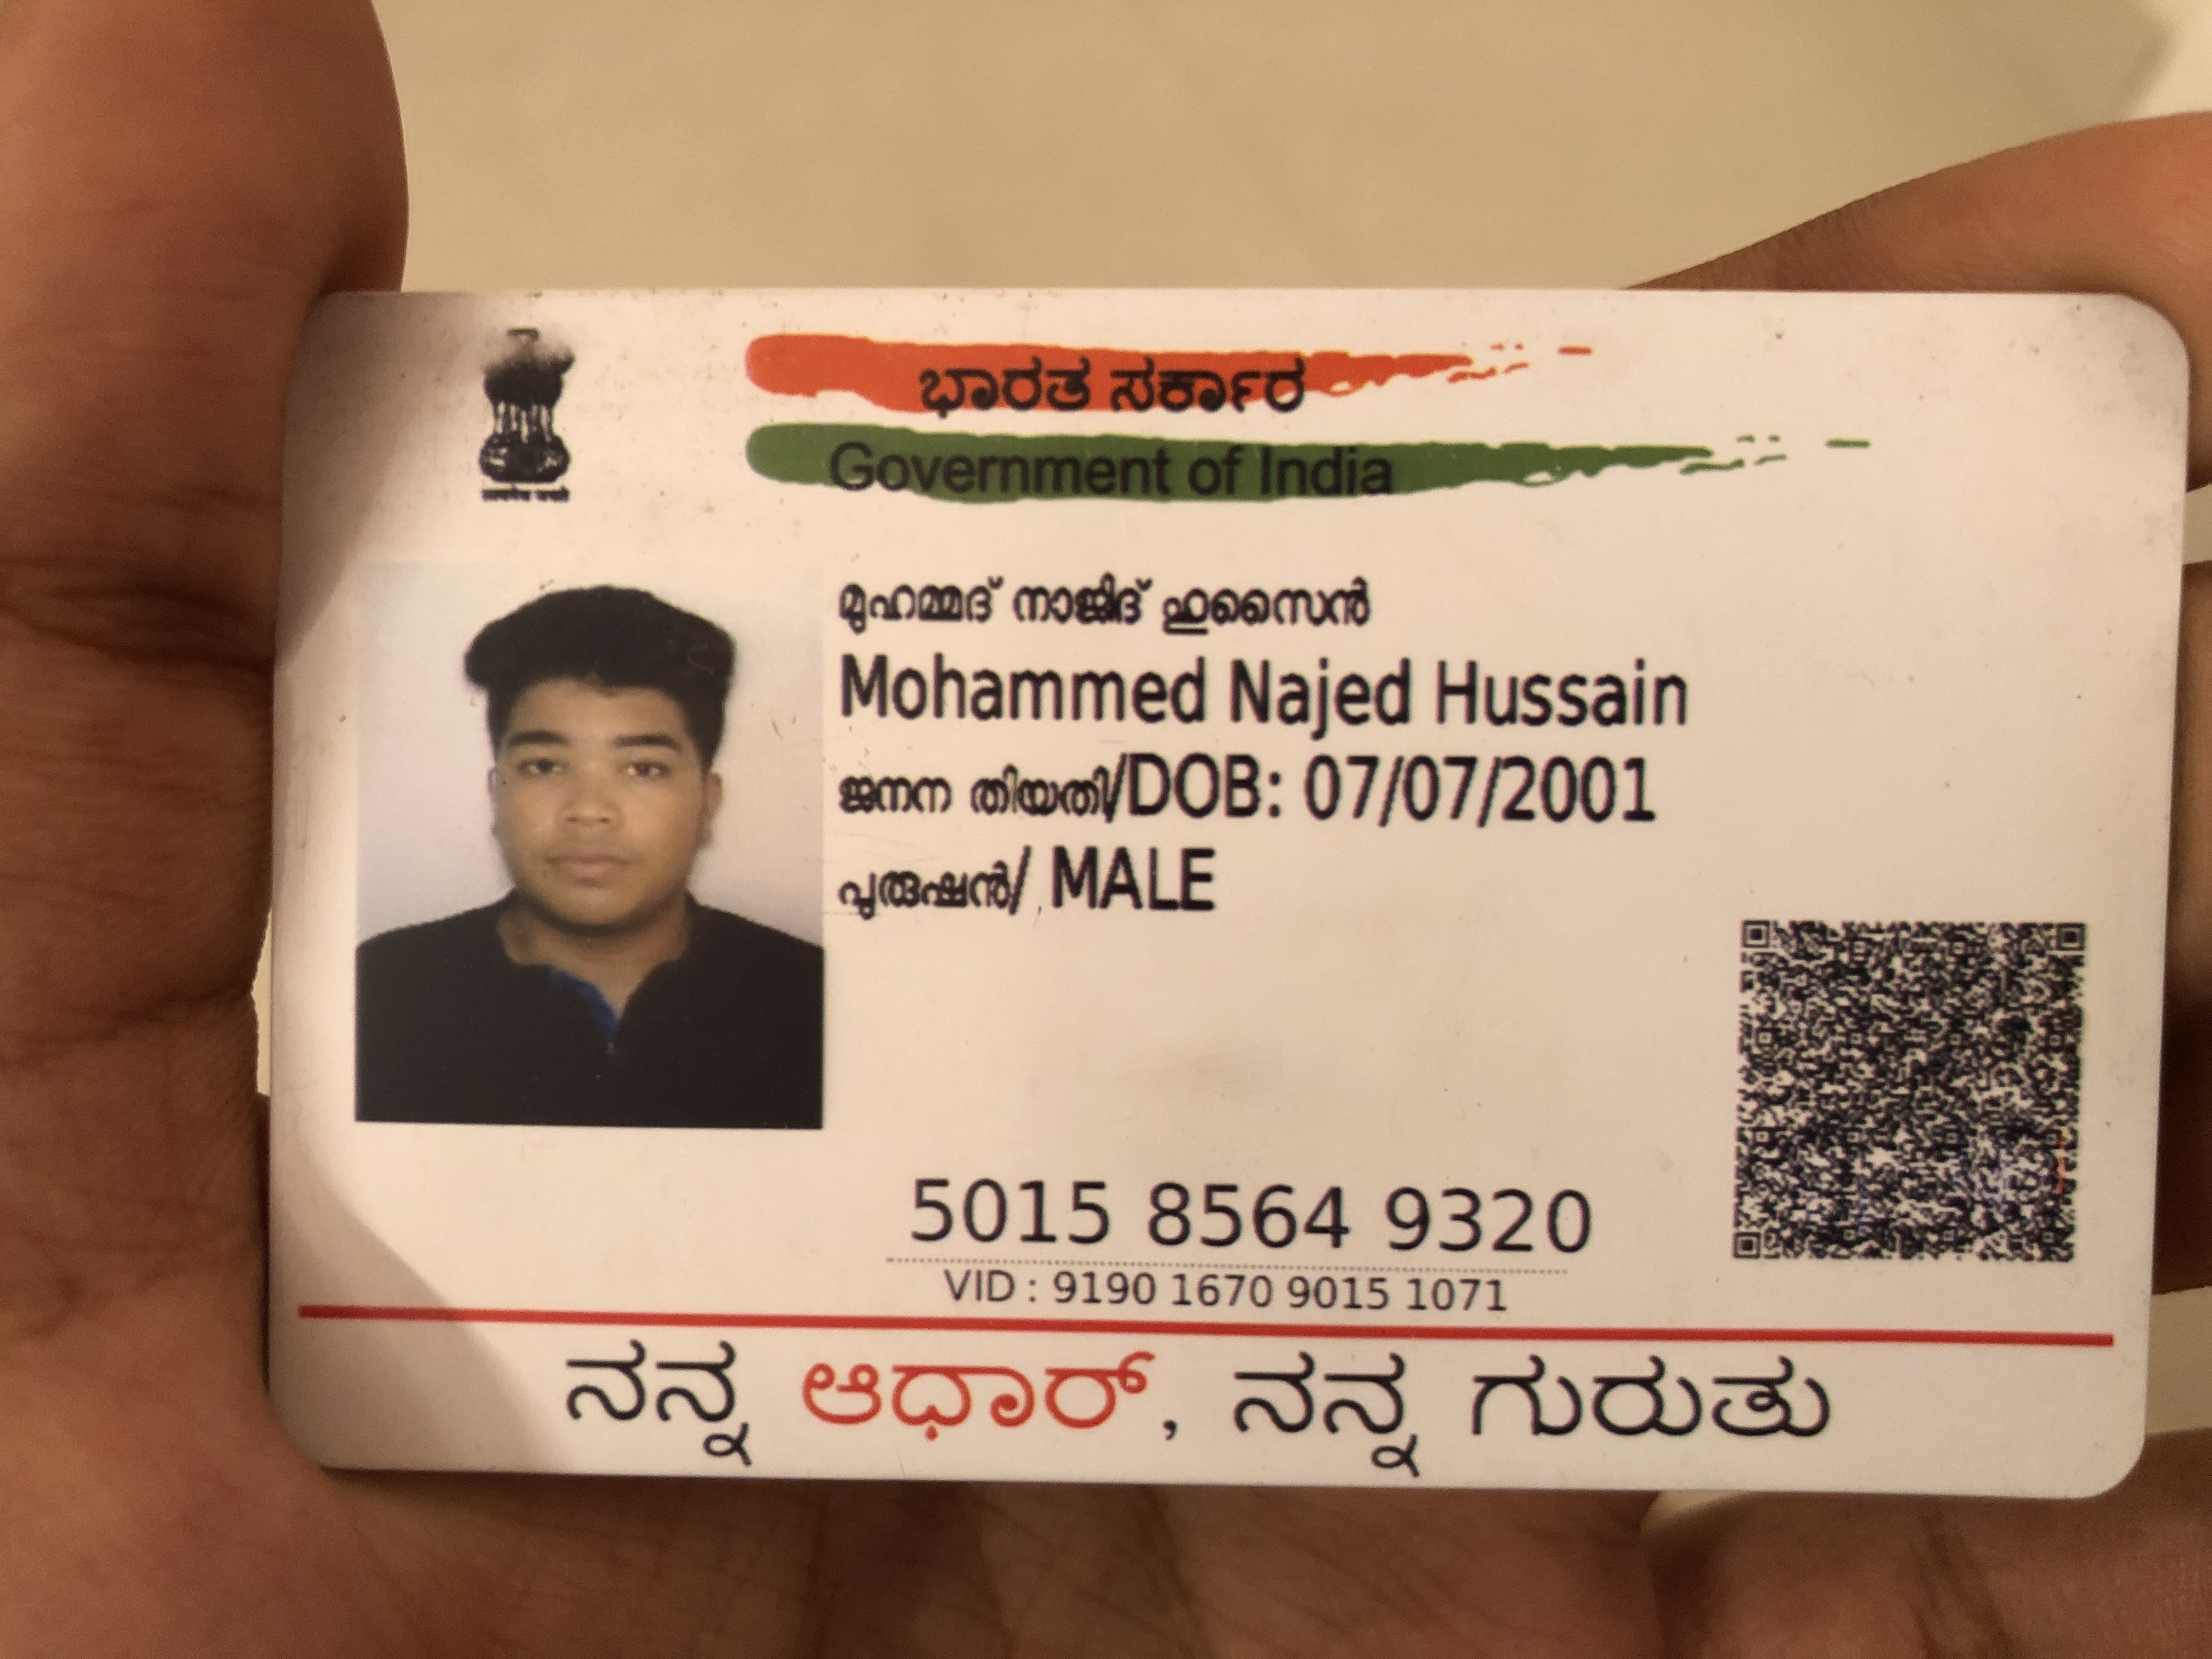 ಭಾರತ ಸರ್ಕಾರ
Government of India
മുഹമ്മദ് നാജിദ് ഹുസൈൻ
Mohammed Najed Hussain
ജനന തിയതി/DOB: 07/07/2001
പുരുഷൻ/ MALE
5015 8564 9320
VID : 9190 1670 9015 1071
ನನ್ನ ಆಧಾರ್, ನನ್ನ ಗುರುತು